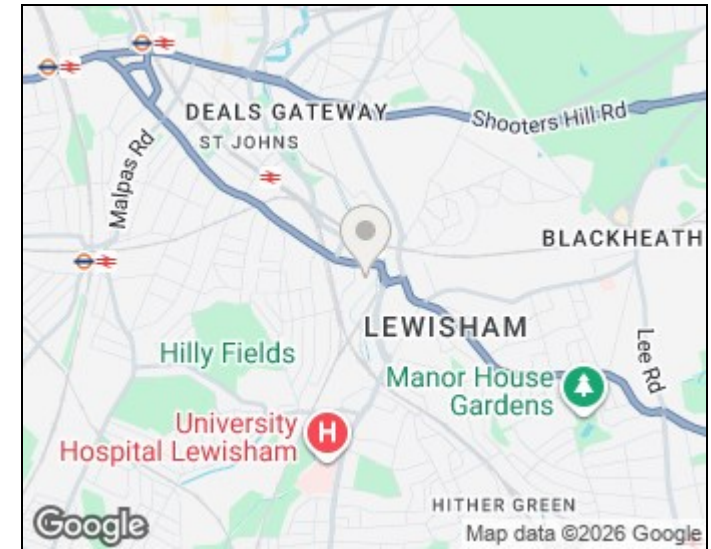 DEALS GATEWAY
Shooters Hill Rd
ST JOHNS
Malpas Rd
BLACKHEATH
LEWISHAM
Hilly Fields
Lee Rd
Manor House
Gardens
University
Hospital Lewisham
H
HITHER GREEN
Google
Map data ©2026 Google